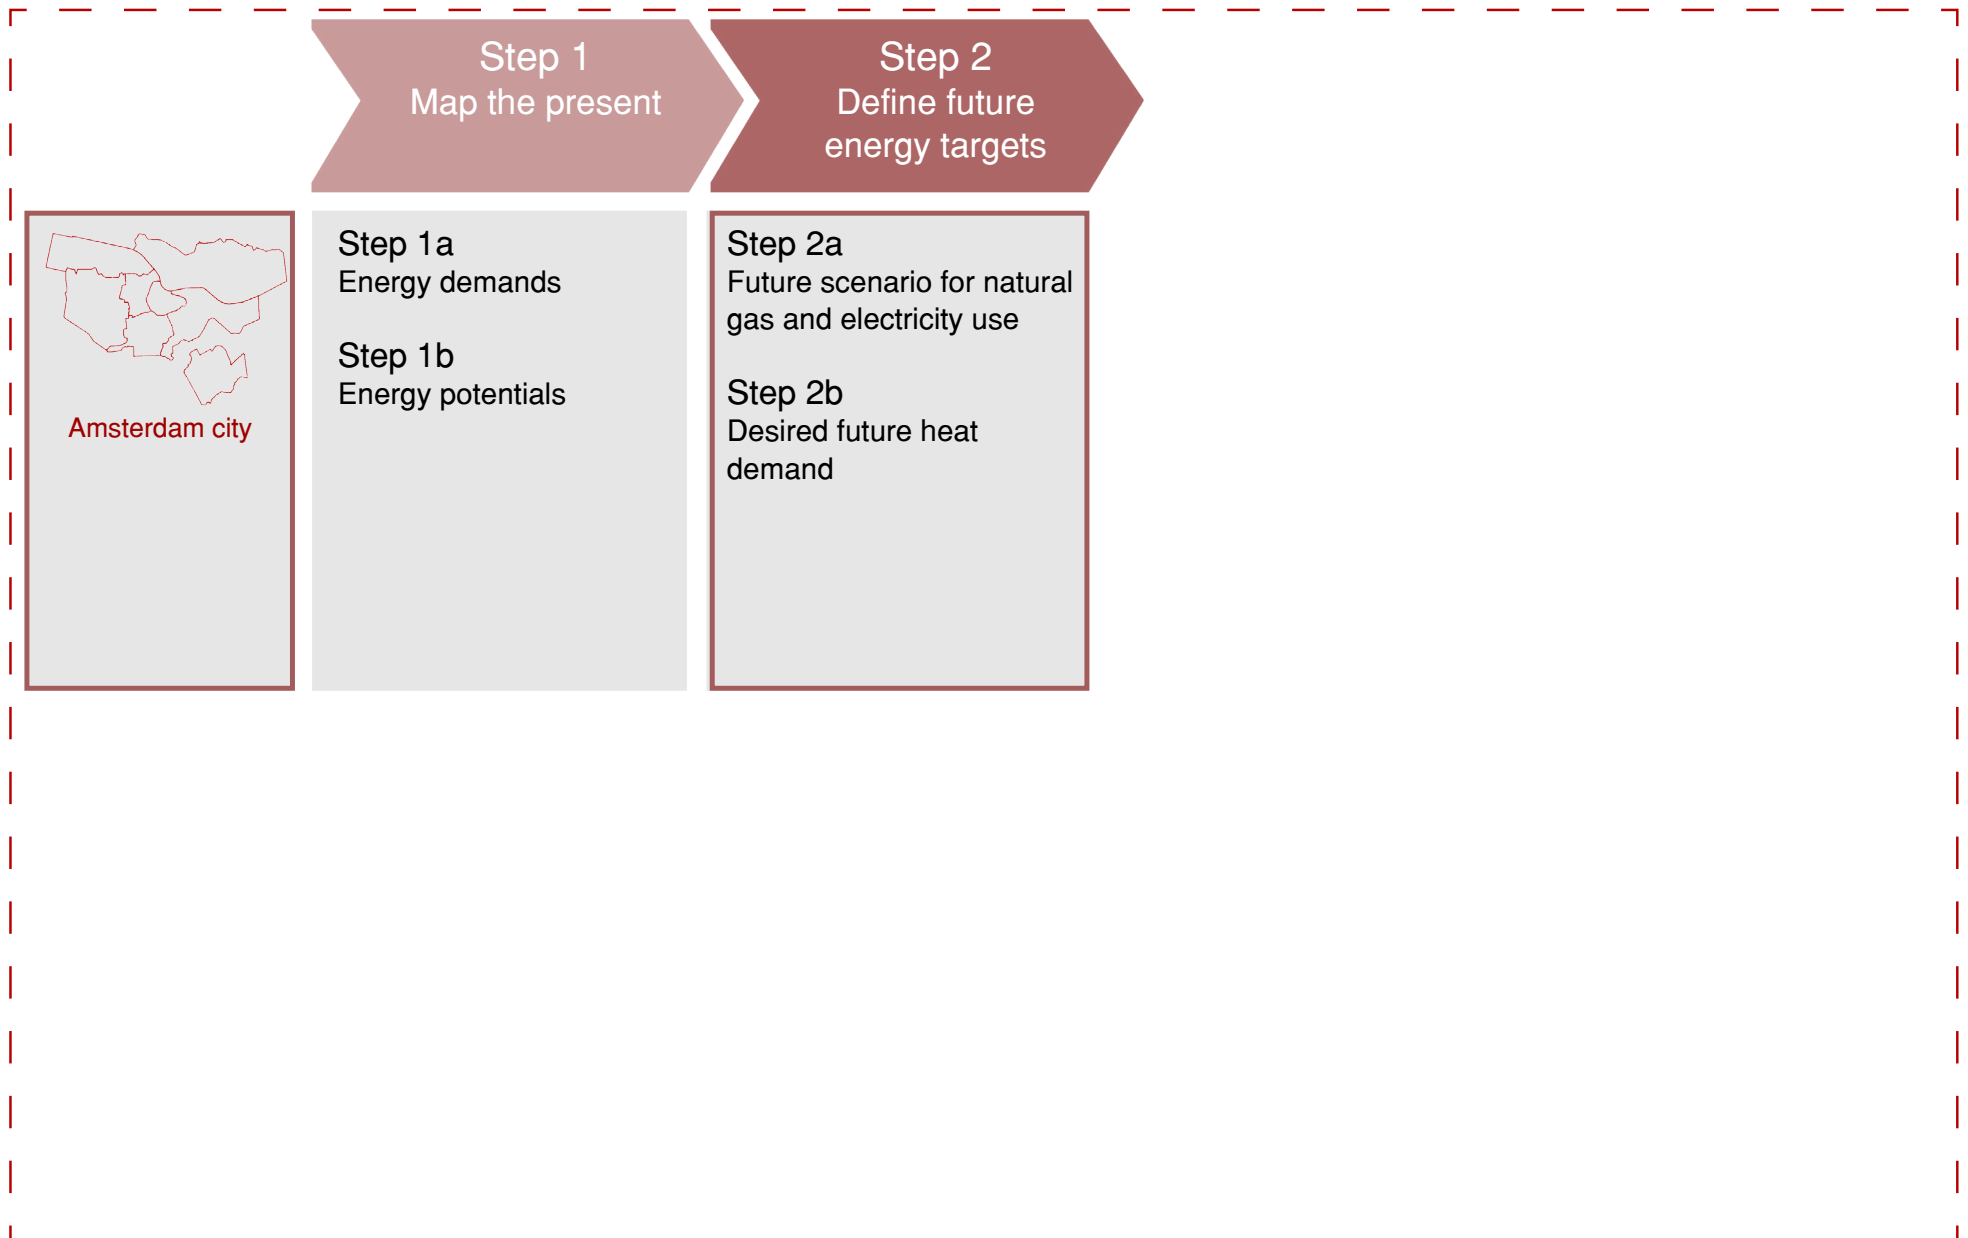 Step 1
Map the present
Step 2
Define future
energy targets
Amsterdam city
Step 1a
Energy demands
Step 1b
Energy potentials
Step 2a
Future scenario for natural
gas and electricity use
Step 2b
Desired future heat
demand